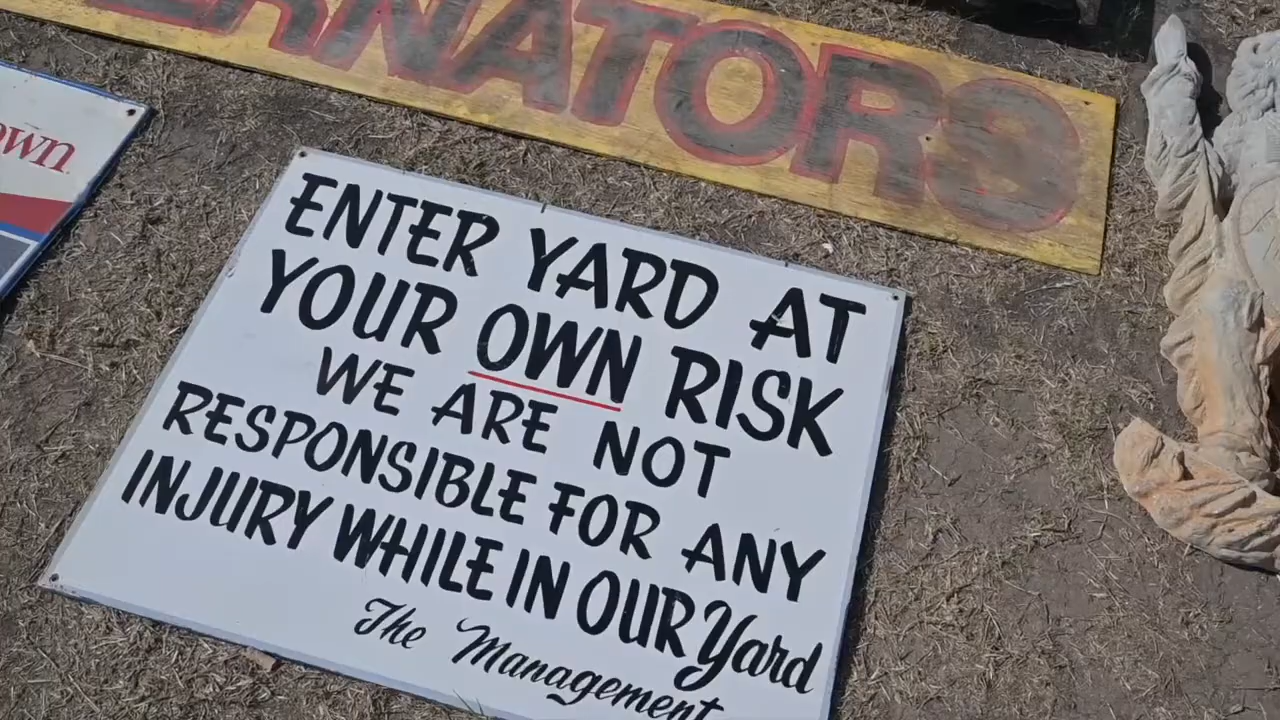 ERNATORS
own
ENTER YARD AT
YOUR OWN RISK
WE ARE NOT
RESPONSIBLE FOR ANY
INJURY WHILE IN OUR Yard
The Management